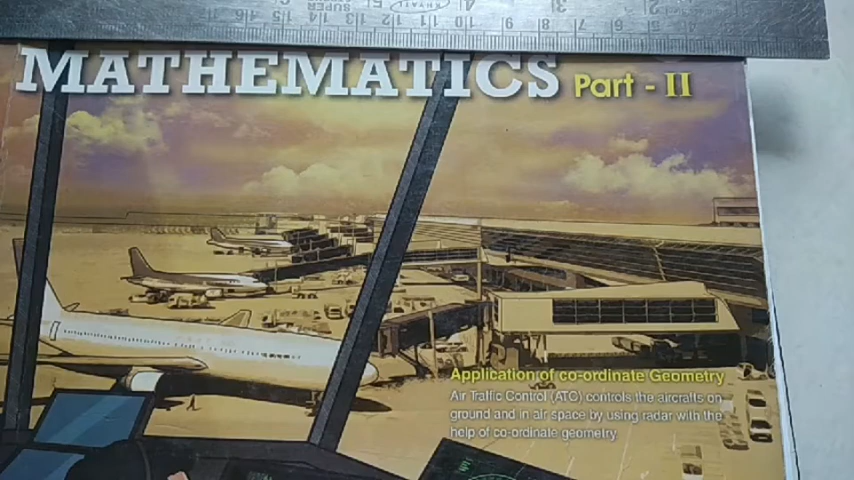 MATHEMATICS Part - II
Application of co-ordinate Geometry
Air Traffic Control (ATC) controls the aircrafts on
ground and in air space by using radar with the
help of co-ordinate geometry